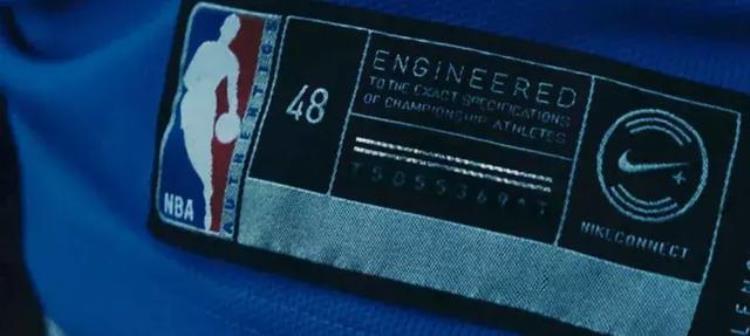 NBA
AUTHENTICS
48
ENGINEERED
TO THE EXACT SPECIFICATIONS
OF CHAMPIONSHIP ATHLETES
NIKECONNECT